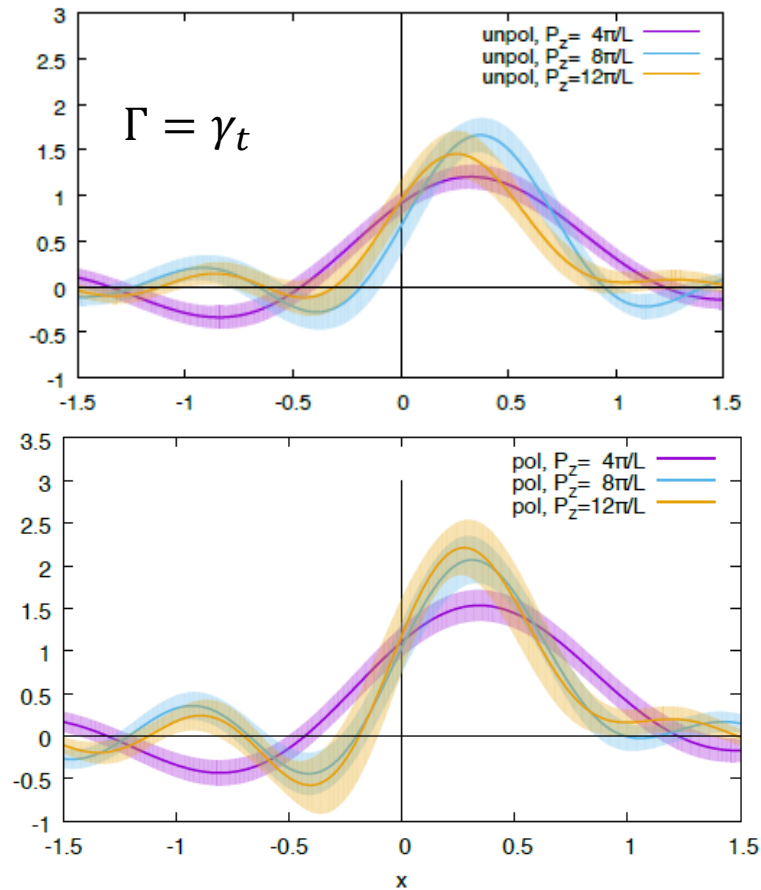 3
2.5
2
1.5
1
0.5
0
-0.5
-1
unpol, P_z= 4π/L
unpol, P_z= 8π/L
unpol, P_z=12π/L
Γ = γ_t
-1.5 -1 -0.5 0 0.5 1 1.5
3.5
3
2.5
2
1.5
1
0.5
0
-0.5
-1
pol, P_z= 4π/L
pol, P_z= 8π/L
pol, P_z=12π/L
-1.5 -1 -0.5 0 0.5 1 1.5
x